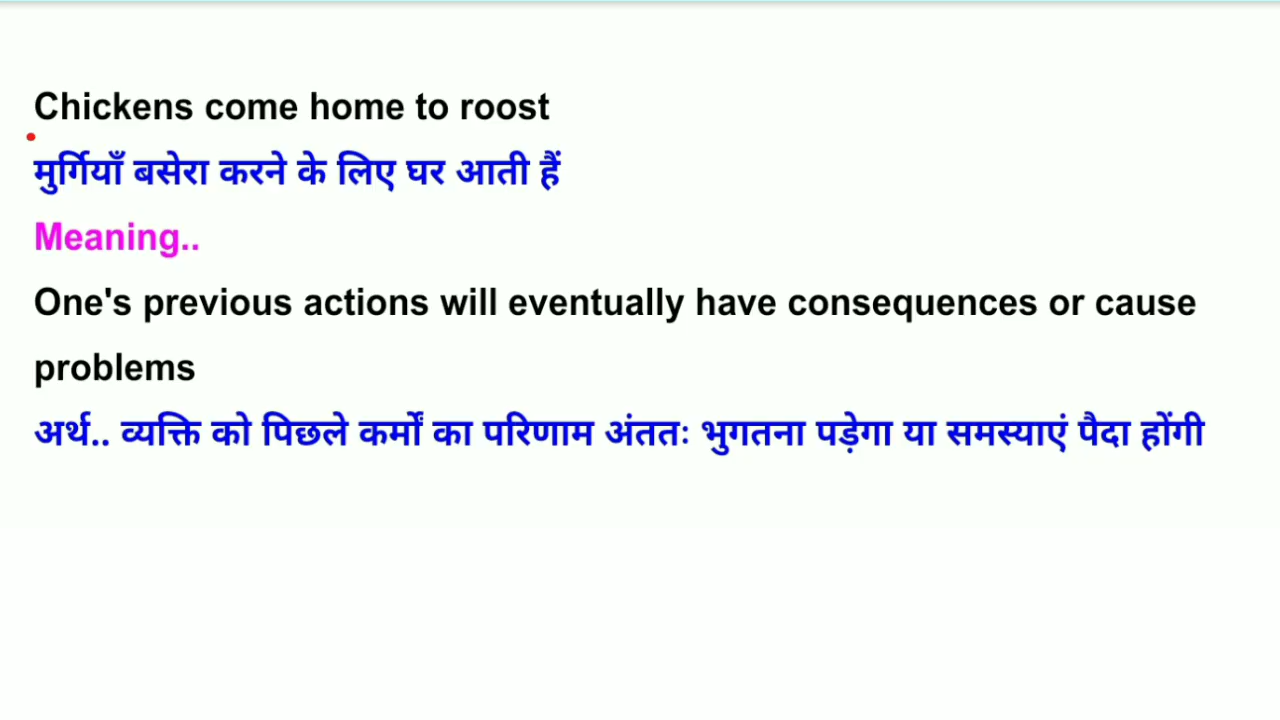 Chickens come home to roost
मुर्गियाँ बसेरा करने के लिए घर आती हैं
Meaning..
One's previous actions will eventually have consequences or cause
problems
अर्थ.. व्यक्ति को पिछले कर्मों का परिणाम अंततः भुगतना पड़ेगा या समस्याएं पैदा होंगी